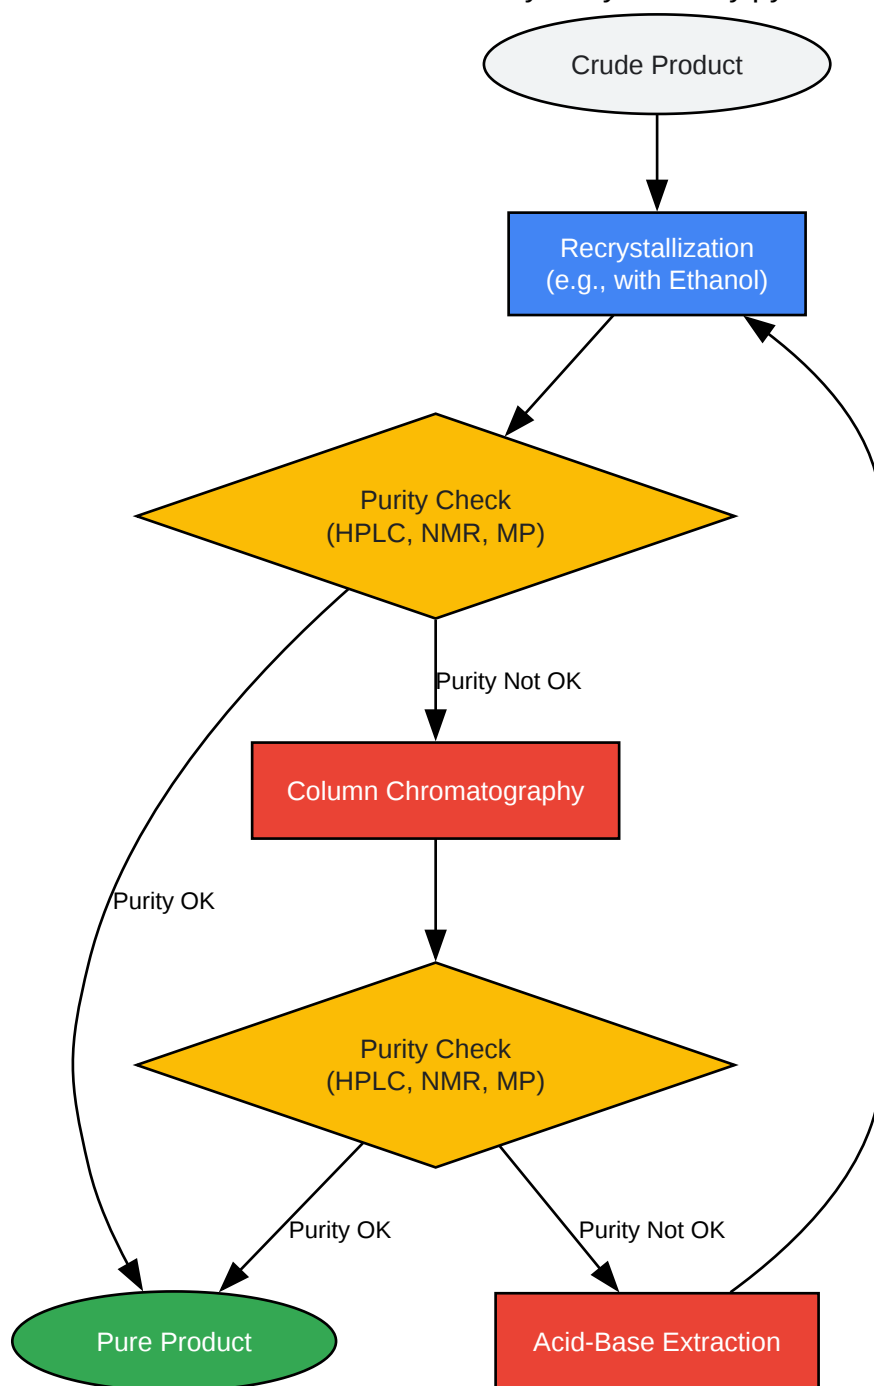 Crude Product
Recrystallization
(e.g., with Ethanol)
Purity Check
(HPLC, NMR, MP)
Purity Not OK
Column Chromatography
Purity OK
Purity Check
(HPLC, NMR, MP)
Purity OK
Purity Not OK
Pure Product
Acid-Base Extraction